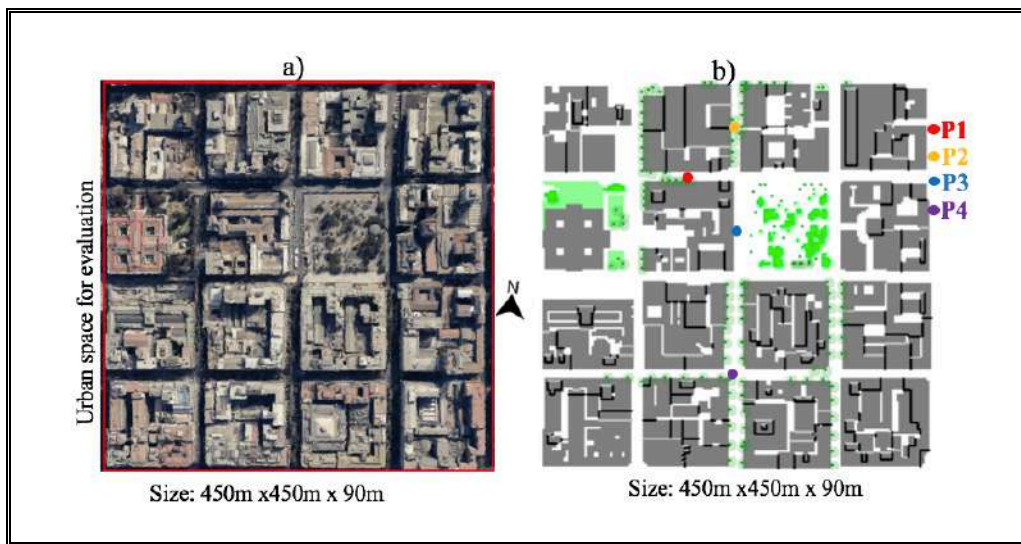 a)
b)
Urban space for evaluation
N
P1
P2
P3
P4
Size: 450m x450m x 90m
Size: 450m x450m x 90m